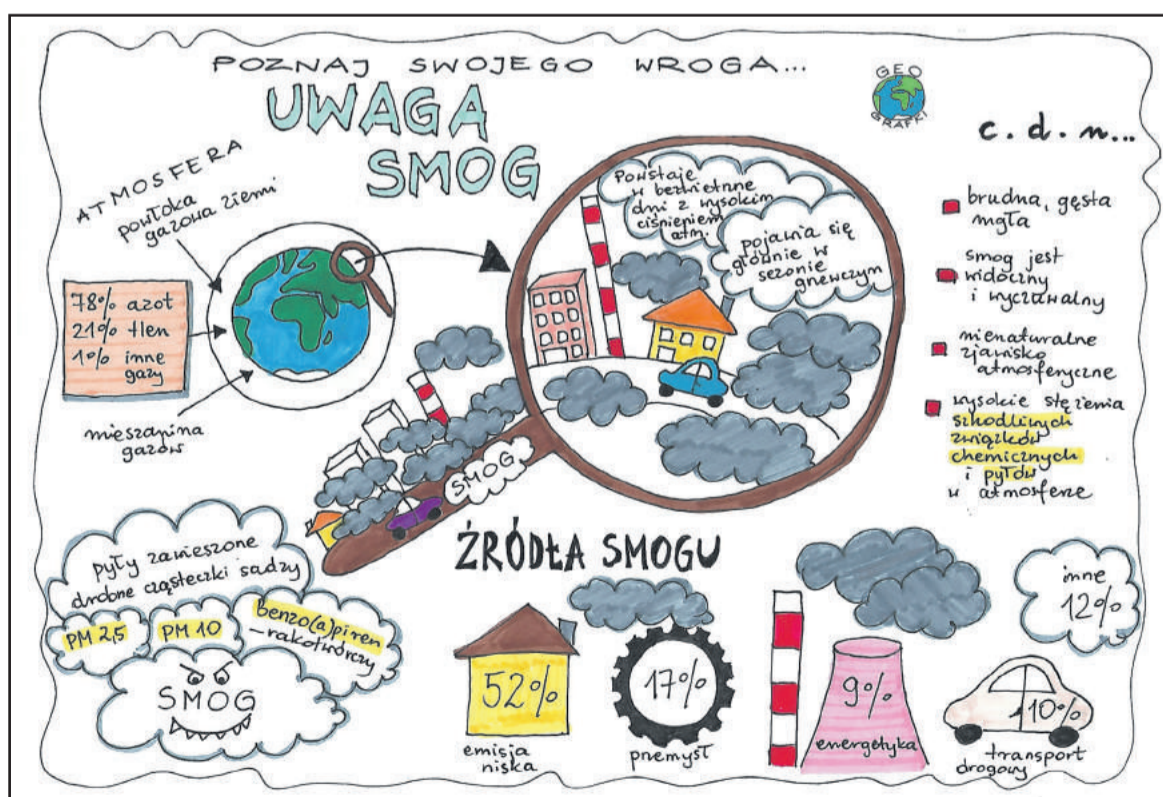 POZNAJ SWOJEGO WROGA...
UWAGA
SMOG
GEO
GRAFKI
c. d. n...
ATMOSFERA
powłoka
gazowa ziemi
78% azot
21% tlen
1% inne
gazy
mieszanina
gazów
Powstaje
w bezwietrzne
dni z wysokim
ciśnieniem
atm.
pojawia się
głównie w
sezonie
grzewczym
brudna, gęsta
mgła
smog jest
widoczny
i wyczuwalny
nienaturalne
zjawisko
atmosferyczne
wysokie stężenia
szkodliwych
związków
chemicznych
i pyłów
w atmosferze
SMOG
pyły zawieszone
drobne cząsteczki sadzy
PM 2,5
PM 10
Benzo(a)piren
– rakotwórczy
SMOG
ŹRÓDŁA SMOGU
52%
emisja
niska
17%
przemysł
9%
energetyka
10%
transport
drogowy
inne
12%